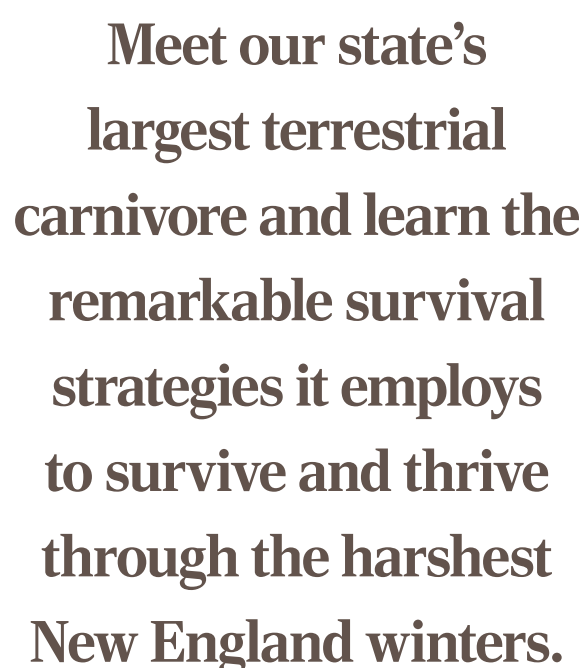 Meet our state’s
largest terrestrial
carnivore and learn the
remarkable survival
strategies it employs
to survive and thrive
through the harshest
New England winters.